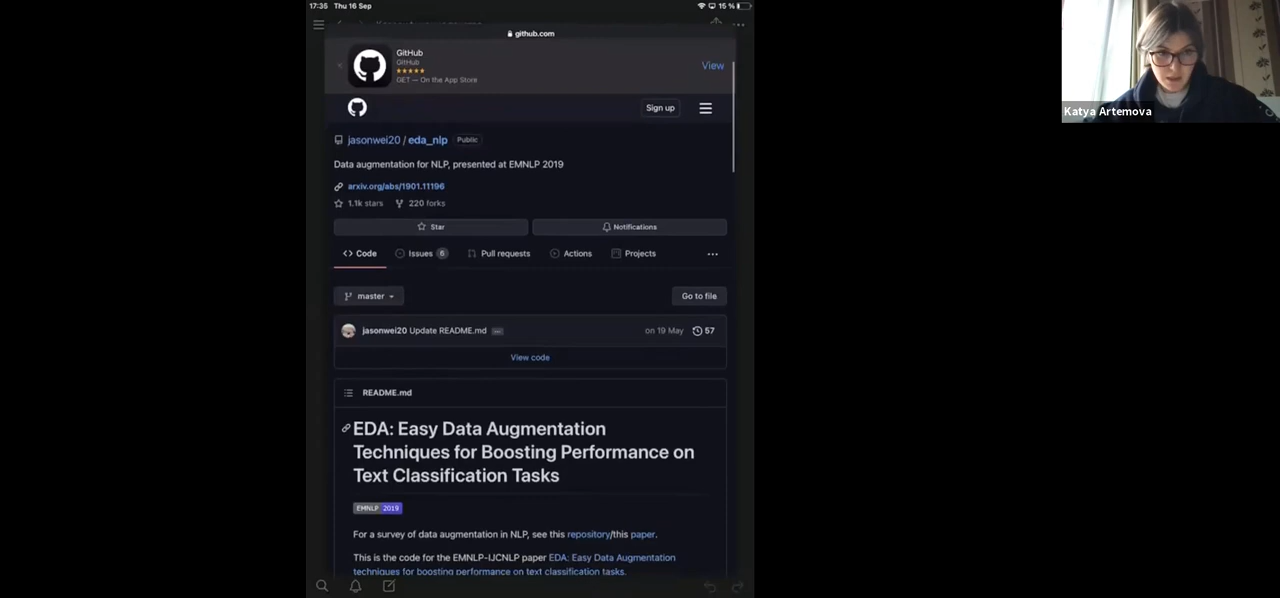 17:35 Thu 16 Sep
15 %
github.com
GitHub
GitHub
GET — On the App Store
View
Sign up
jasonwei20 / eda_nlp Public
Data augmentation for NLP, presented at EMNLP 2019
arxiv.org/abs/1901.11196
1.1k stars 220 forks
Star
Notifications
Code
Issues 6
Pull requests
Actions
Projects
master
Go to file
jasonwei20 Update README.md
on 19 May
57
View code
README.md
EDA: Easy Data Augmentation
Techniques for Boosting Performance on
Text Classification Tasks
EMNLP 2019
For a survey of data augmentation in NLP, see this repository/this paper.
This is the code for the EMNLP-IJCNLP paper EDA: Easy Data Augmentation
techniques for boosting performance on text classification tasks.
Katya Artemova